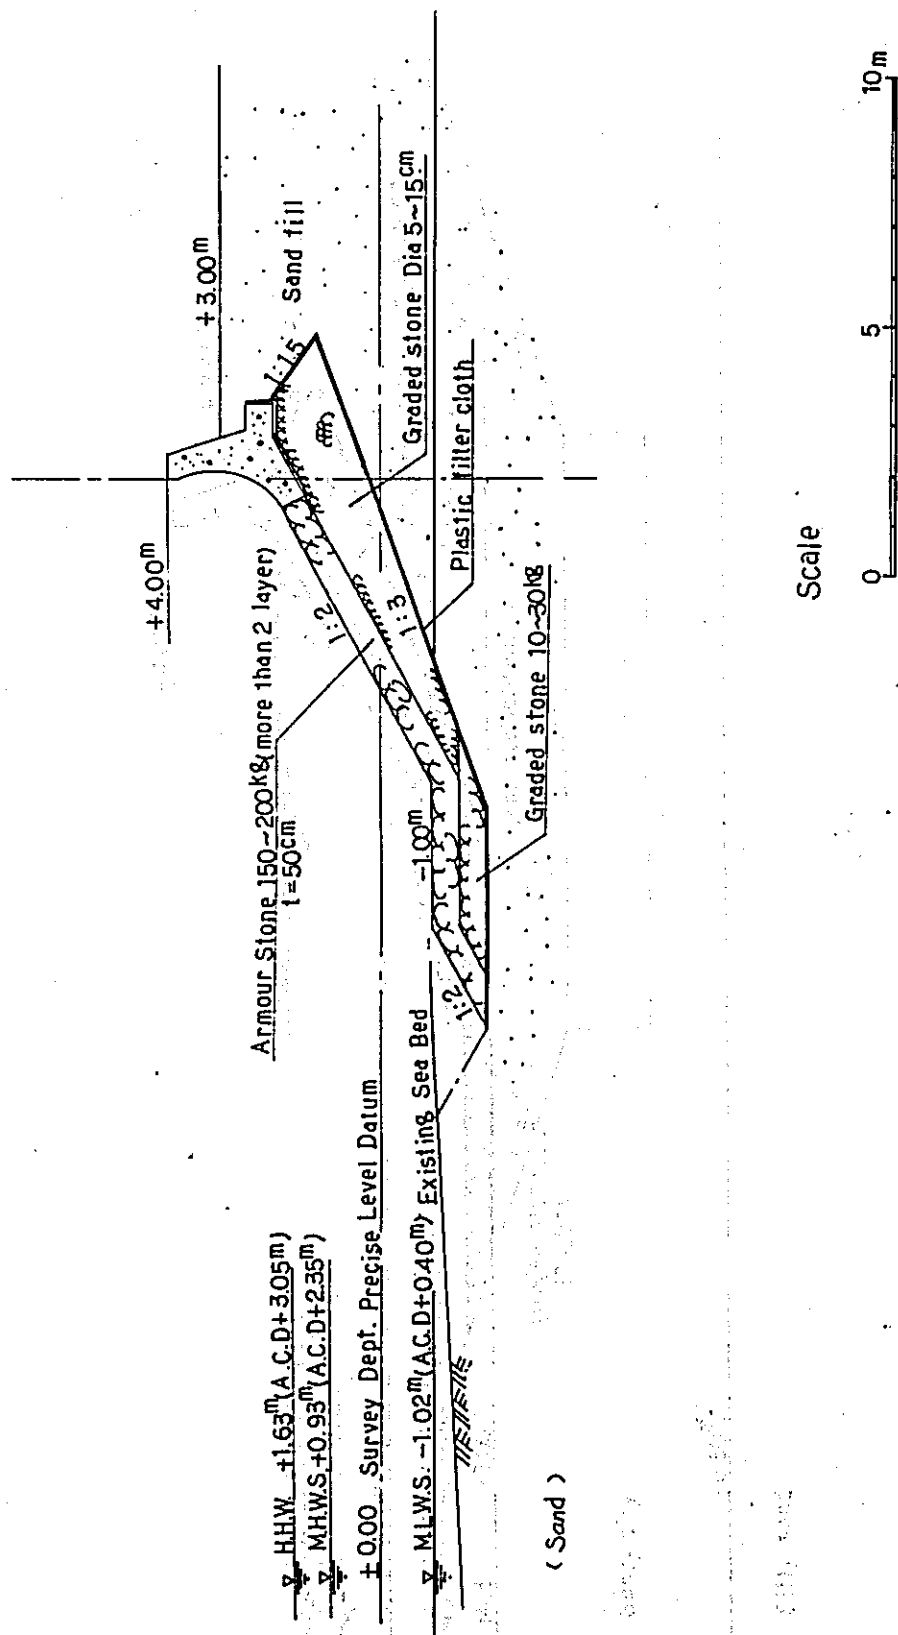 H.H.W. +1.63m(A.C.D+3.05m)
M.H.W.S.+0.93m(A.C.D+2.35m)
±0.00 Survey Dept. Precise Level Datum
M.L.W.S. -1.02m(A.C.D+0.40m)
Existing Sea Bed
(Sand)
Armour Stone 150~200kg(more than 2 layer)
t=50cm
1:2
-1.00m
1:2
1:3
+4.00m
+3.00m
1:1.5
Sand fill
Graded stone Dia 5~15cm
Plastic filter cloth
Graded stone 10~30kg
Scale
0 5 10m